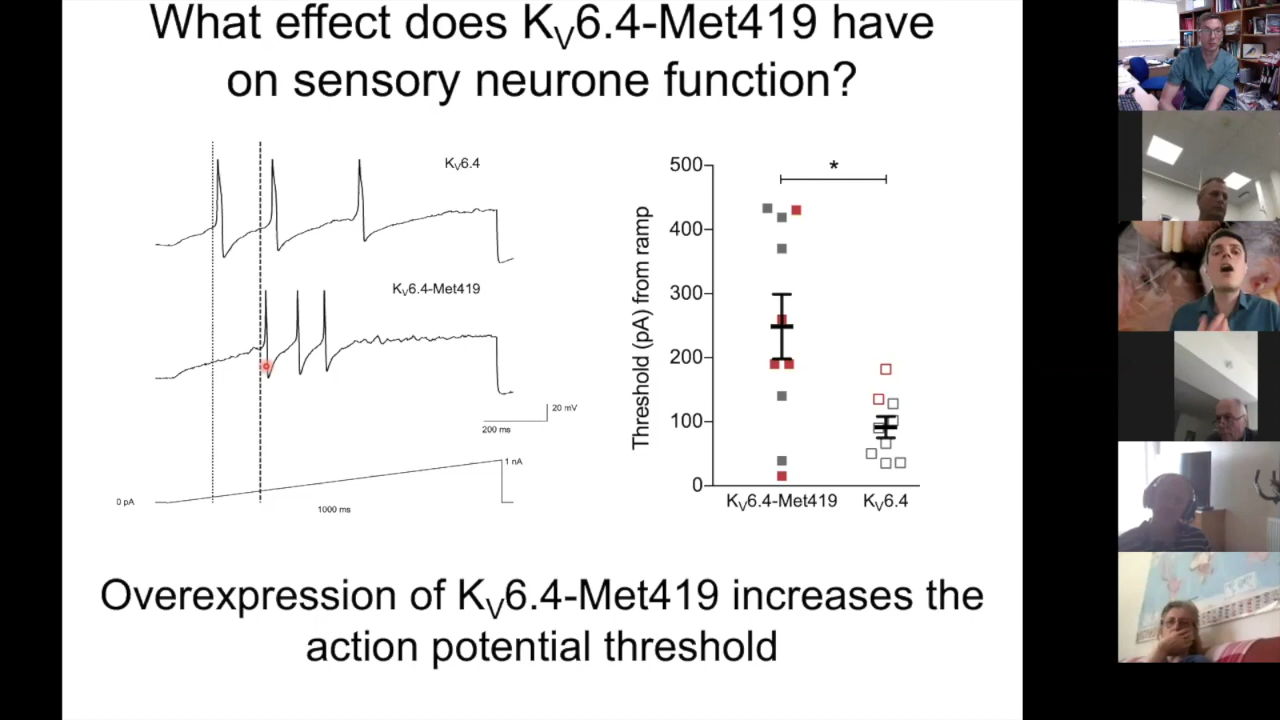 What effect does KV6.4-Met419 have
on sensory neurone function?
KV6.4
KV6.4-Met419
20 mV
200 ms
1 nA
0 pA
1000 ms
*
500
400
300
200
100
0
Threshold (pA) from ramp
KV6.4-Met419
KV6.4
Overexpression of KV6.4-Met419 increases the
action potential threshold